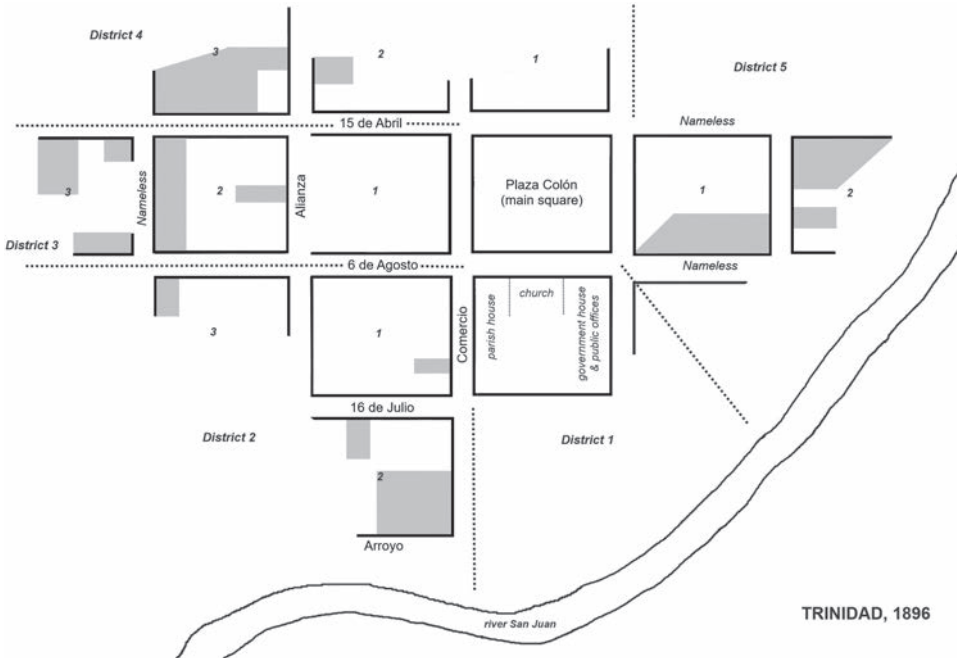 District 4
3
2
1
District 5
15 de Abril
Nameless
3
Nameless
2
Alianza
1
Plaza Colón
(main square)
1
2
District 3
6 de Agosto
Nameless
3
1
Comercio
parish house
church
government house
& public offices
16 de Julio
District 2
2
District 1
Arroyo
river San Juan
TRINIDAD, 1896